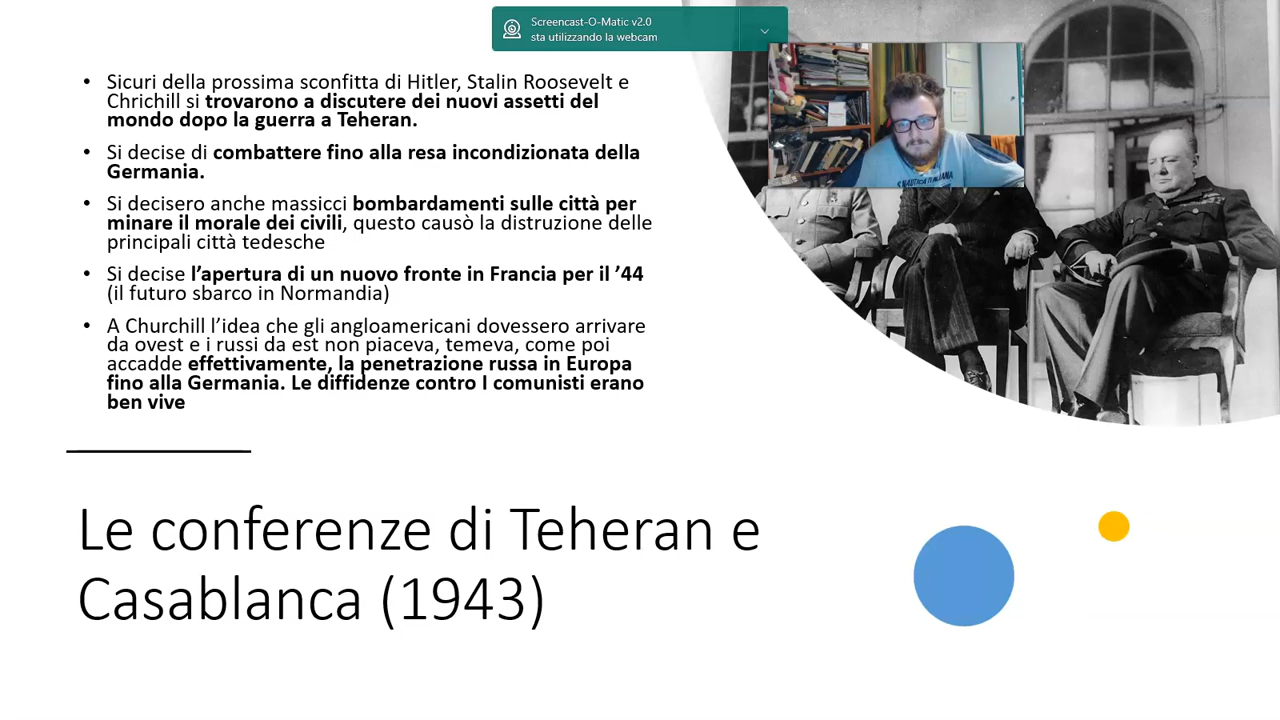 Screencast-O-Matic v2.0
sta utilizzando la webcam
• Sicuri della prossima sconfitta di Hitler, Stalin Roosevelt e
Chrichill si trovarono a discutere dei nuovi assetti del
mondo dopo la guerra a Teheran.
• Si decise di combattere fino alla resa incondizionata della
Germania.
• Si decisero anche massicci bombardamenti sulle città per
minare il morale dei civili, questo causò la distruzione delle
principali città tedesche
• Si decise l’apertura di un nuovo fronte in Francia per il ’44
(il futuro sbarco in Normandia)
• A Churchill l’idea che gli angloamericani dovessero arrivare
da ovest e i russi da est non piaceva, temeva, come poi
accadde effettivamente, la penetrazione russa in Europa
fino alla Germania. Le diffidenze contro I comunisti erano
ben vive
Le conferenze di Teheran e
Casablanca (1943)